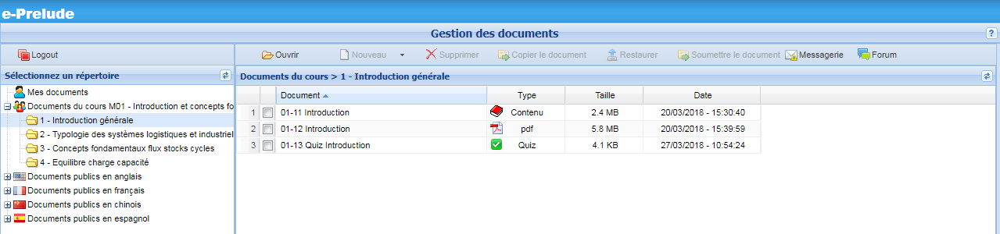 e-Prelude
Gestion des documents ?
Logout
Ouvrir Nouveau Supprimer Copier le document Restaurer Soumettre le document Messagerie Forum
Sélectionnez un répertoire
Mes documents
Documents du cours M01 - Introduction et concepts fo
1 - Introduction générale
2 - Typologie des systèmes logistiques et industriel
3 - Concepts fondamentaux flux stocks cycles
4 - Equilibre charge capacité
Documents publics en anglais
Documents publics en français
Documents publics en chinois
Documents publics en espagnol
Documents du cours > 1 - Introduction générale
Document Type Taille Date
1 01-11 Introduction Contenu 2.4 MB 20/03/2018 - 15:30:40
2 01-12 Introduction pdf 5.8 MB 20/03/2018 - 15:39:59
3 01-13 Quiz Introduction Quiz 4.1 KB 27/03/2018 - 10:54:24